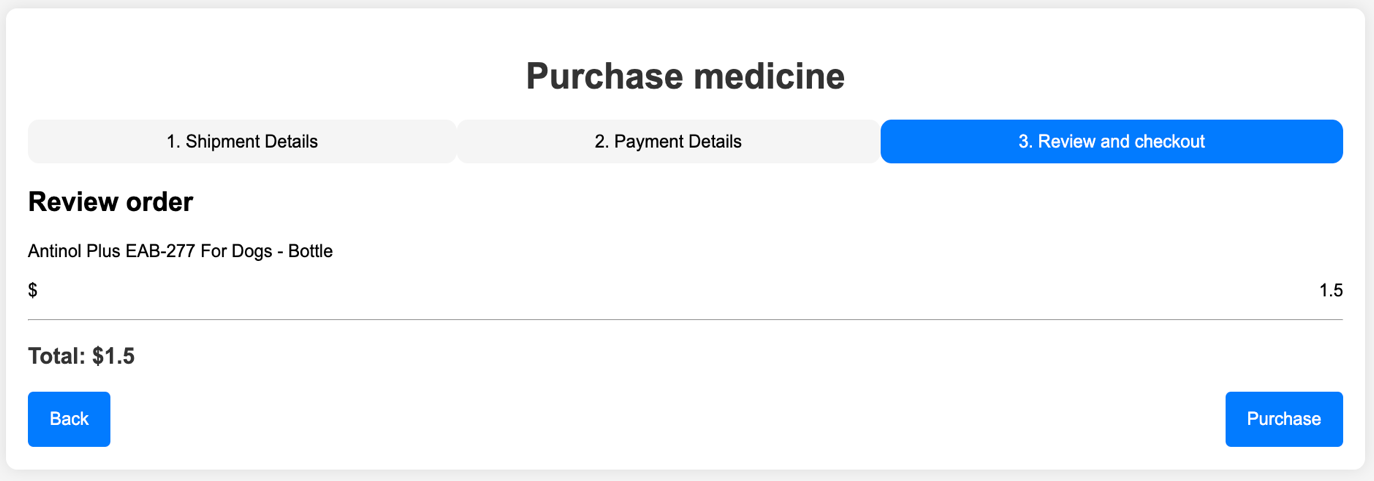 Purchase medicine
1. Shipment Details
2. Payment Details
3. Review and checkout
Review order
Antinol Plus EAB-277 For Dogs - Bottle
$ 1.5
Total: $1.5
Back
Purchase